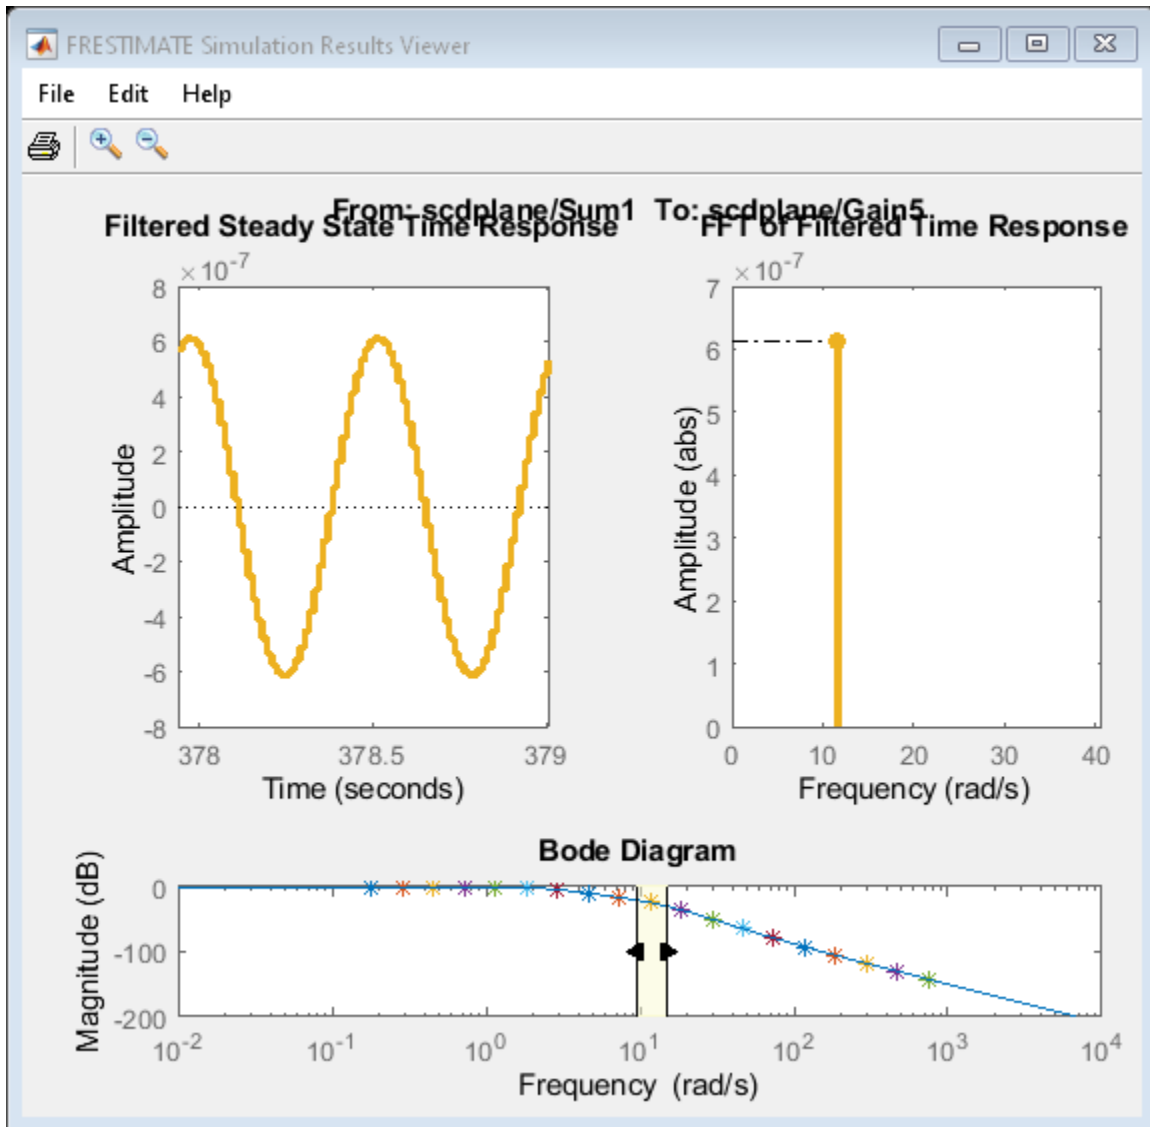 FRESTIMATE Simulation Results Viewer
File Edit Help
From: scdplane/Sum1 To: scdplane/Gain5
Filtered Steady State Time Response
×10-7
8
6
4
2
0
-2
-4
-6
-8
Amplitude
378 378.5 379
Time (seconds)
FFT of Filtered Time Response
×10-7
7
6
5
4
3
2
1
0
Amplitude (abs)
0 10 20 30 40
Frequency (rad/s)
Bode Diagram
0
-100
-200
Magnitude (dB)
10-2 10-1 100 101 102 103 104
Frequency (rad/s)